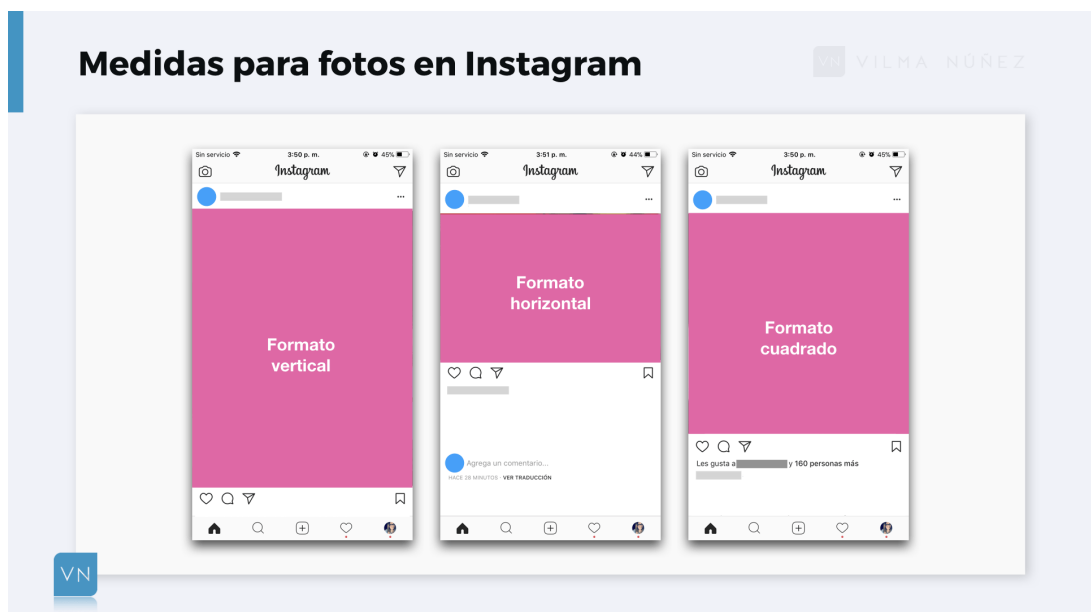 Medidas para fotos en Instagram
VN VILMA NÚÑEZ
Sin servicio 3:50 p. m. 45%
Instagram
Formato
vertical
Sin servicio 3:51 p. m. 44%
Instagram
Formato
horizontal
Agrega un comentario...
HACE 28 MINUTOS · VER TRADUCCIÓN
Sin servicio 3:50 p. m. 45%
Instagram
Formato
cuadrado
Les gusta a y 160 personas más
VN